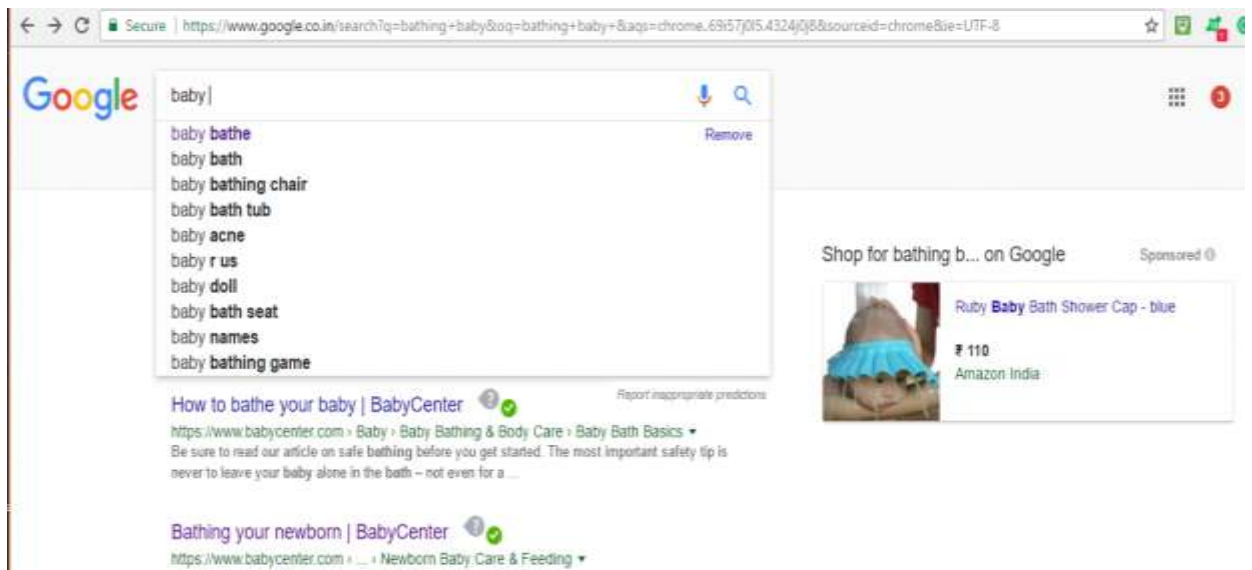 Secure | https://www.google.co.in/search?q=bathing+baby&oq=bathing+baby+&aqs=chrome..69i57j0l5.4324j0j8&sourceid=chrome&ie=UTF-8
Google
baby
baby bathe Remove
baby bath
baby bathing chair
baby bath tub
baby acne
baby r us
baby doll
baby bath seat
baby names
baby bathing game
Report inappropriate predictions
Shop for bathing b... on Google Sponsored
Ruby Baby Bath Shower Cap - blue
₹ 110
Amazon India
3
How to bathe your baby | BabyCenter
https://www.babycenter.com › Baby › Baby Bathing & Body Care › Baby Bath Basics
Be sure to read our article on safe bathing before you get started. The most important safety tip is
never to leave your baby alone in the bath – not even for a ...
Bathing your newborn | BabyCenter
https://www.babycenter.com › ... › Newborn Baby Care & Feeding